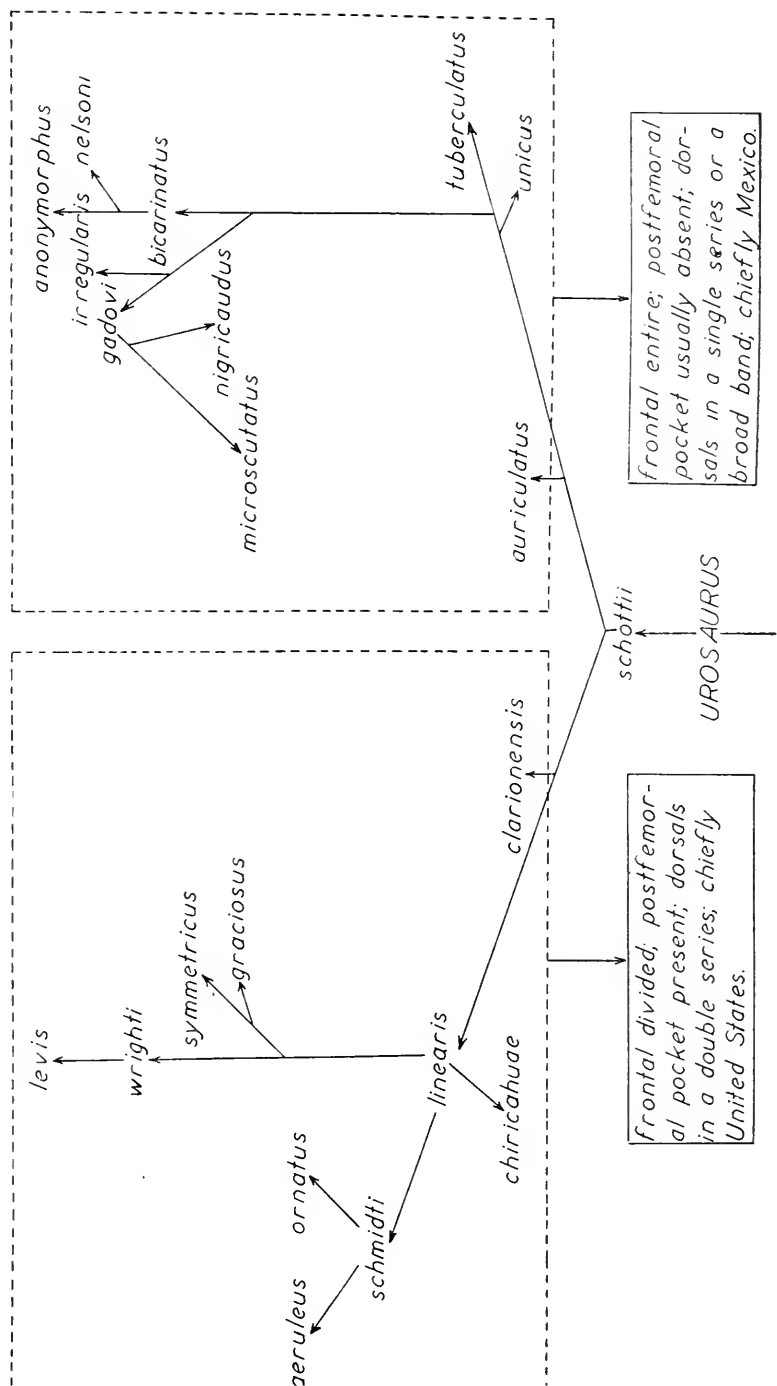 levis
wrighti
symmetricus
graciosus
aeruleus
ornatus
schmidti
linearis
chiricahuae
clarionensis
anonymorphus
irregularis
nelsoni
gadovi
bicarinatus
microscutatus
nigricaudus
tuberculatus
unicus
auriculatus
schottii
UROSAURUS
frontal divided; postfemor-
al pocket present; dorsals
in a double series; chiefly
United States.
frontal entire; postfemoral
pocket usually absent; dor-
sals in a single series or a
broad band; chiefly Mexico.